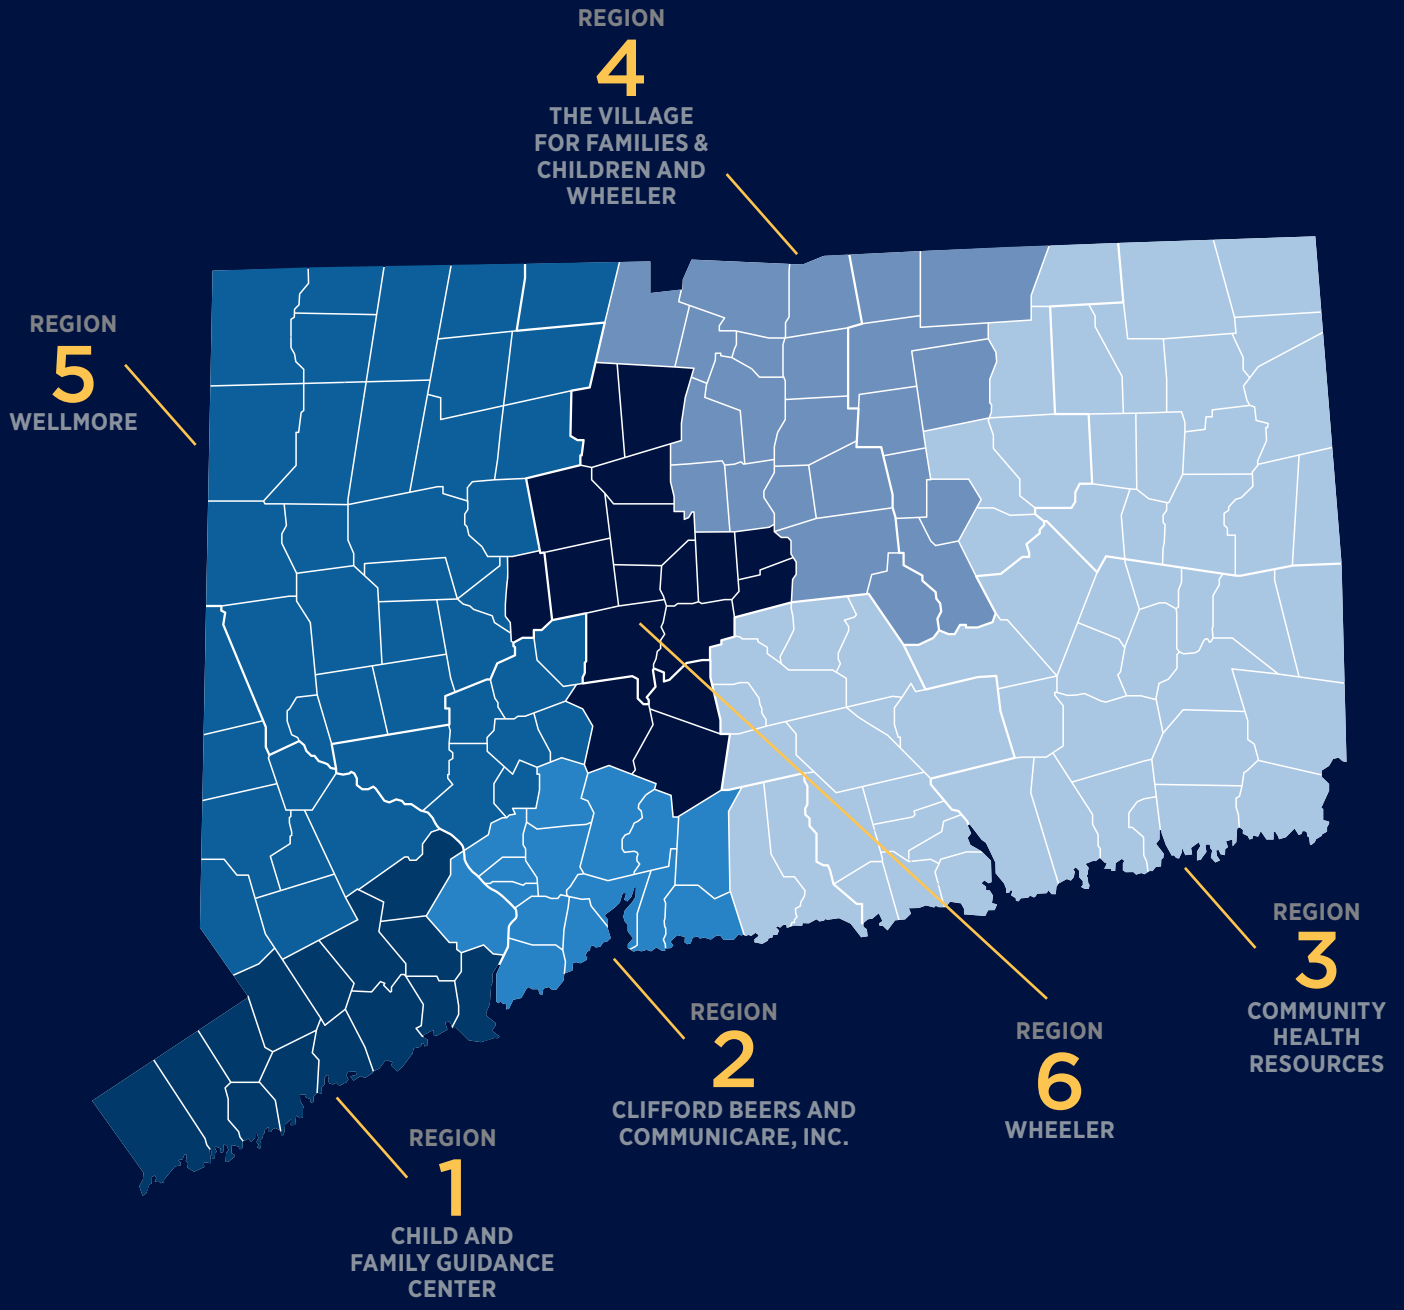 REGION
4
THE VILLAGE
FOR FAMILIES &
CHILDREN AND
WHEELER
REGION
5
WELLMORE
REGION
3
COMMUNITY
HEALTH
RESOURCES
REGION
2
CLIFFORD BEERS AND
COMMUNICARE, INC.
REGION
6
WHEELER
REGION
1
CHILD AND
FAMILY GUIDANCE
CENTER